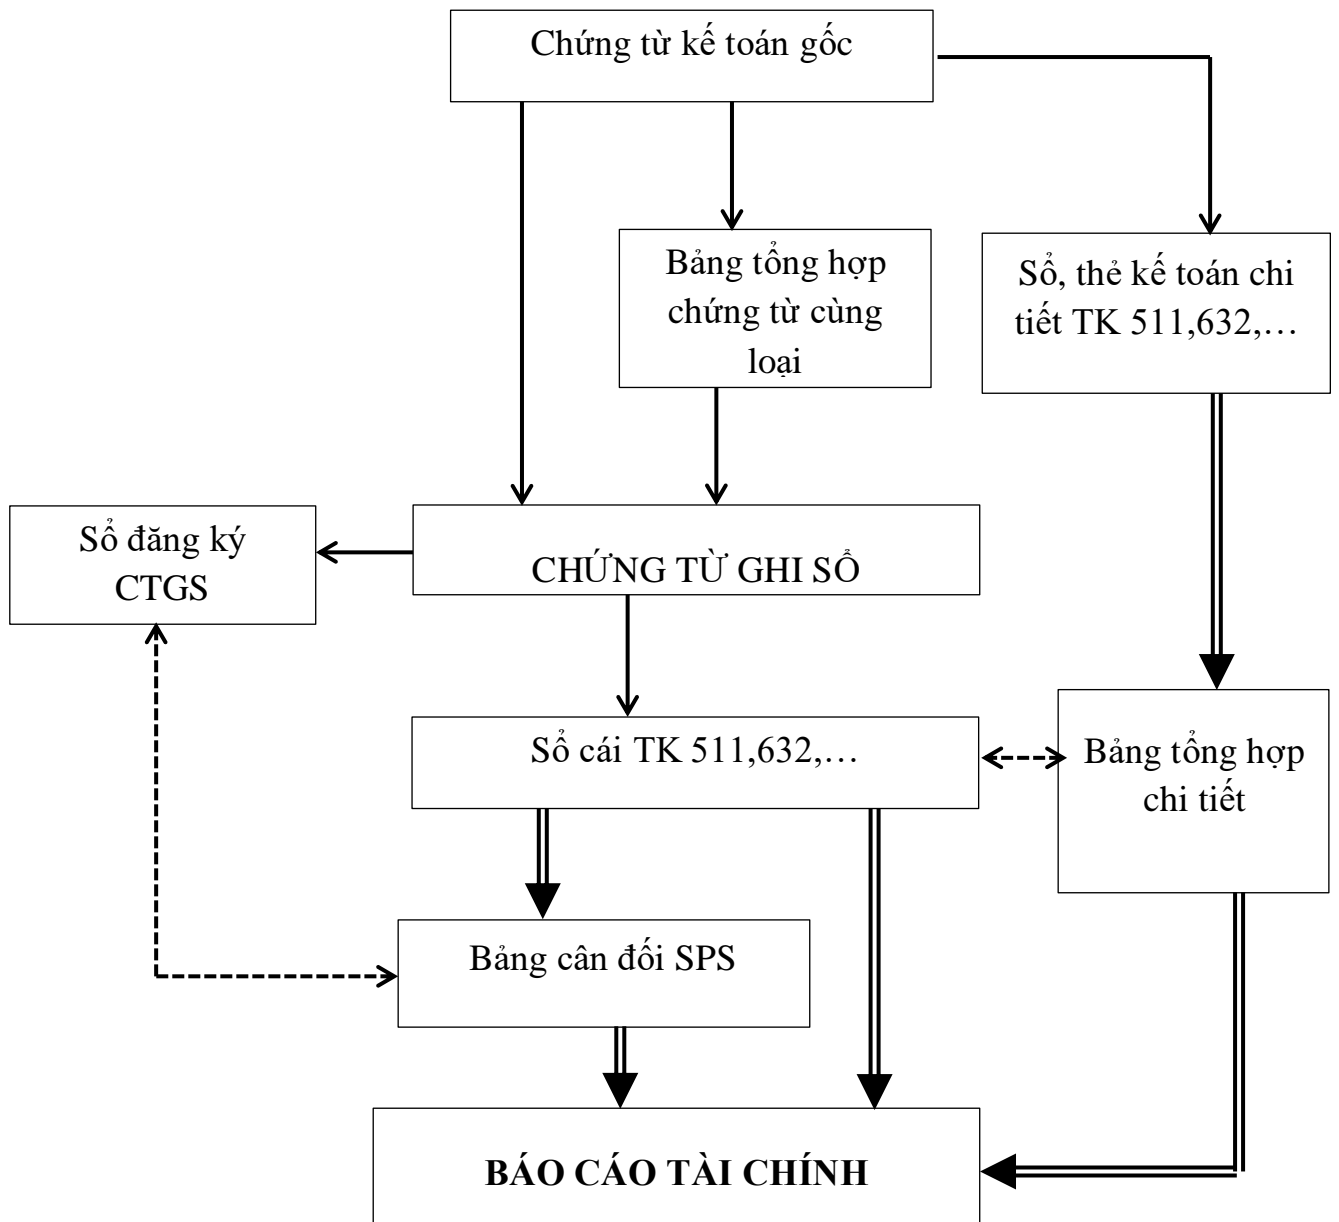 Chứng từ kế toán gốc
Bảng tổng hợp
chứng từ cùng
loại
Sổ, thẻ kế toán chi
tiết TK 511,632,…
Sổ đăng ký
CTGS
CHỨNG TỪ GHI SỔ
Sổ cái TK 511,632,…
Bảng tổng hợp
chi tiết
Bảng cân đối SPS
BÁO CÁO TÀI CHÍNH